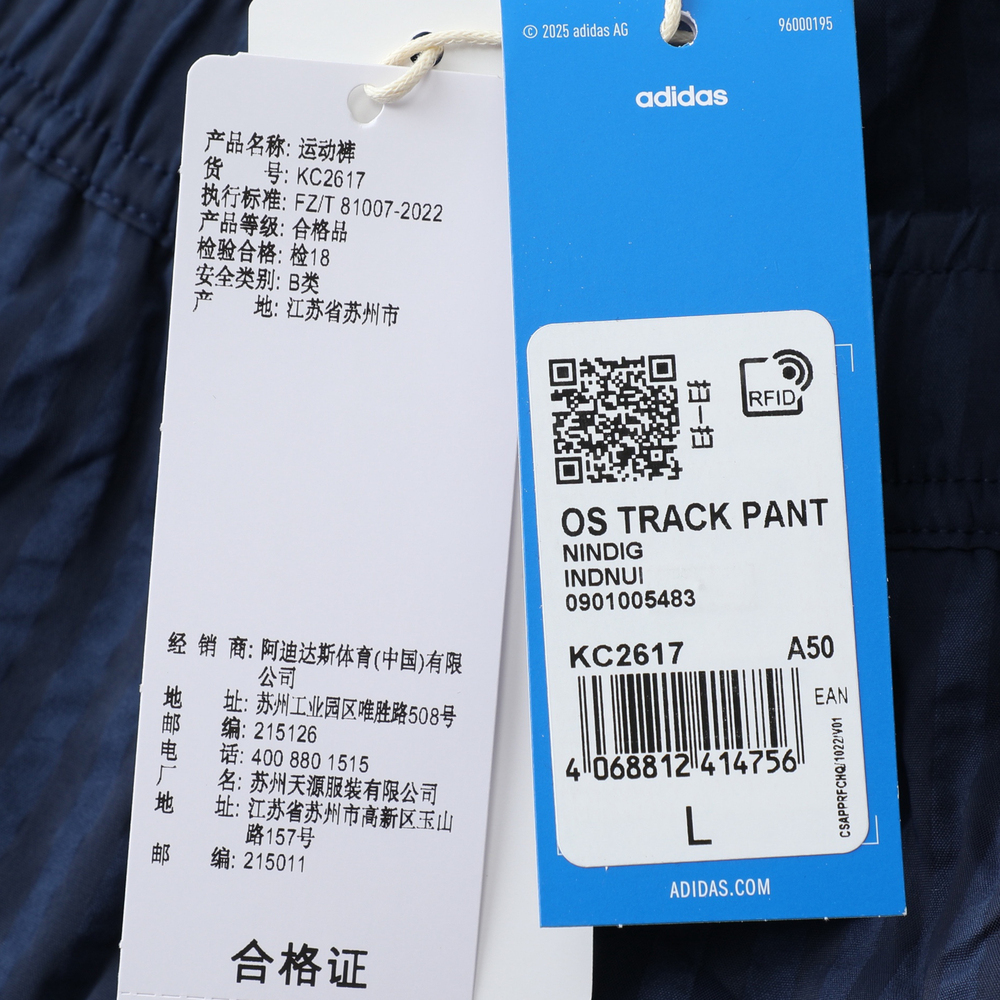 产品名称: 运动裤
货 号: KC2617
执行标准: FZ/T 81007-2022
产品等级: 合格品
检验合格: 检18
安全类别: B类
产 地: 江苏省苏州市
经 销 商: 阿迪达斯体育(中国)有限
公司
地 址: 苏州工业园区唯胜路508号
邮 编: 215126
电 话: 400 880 1515
厂 名: 苏州天源服装有限公司
地 址: 江苏省苏州市高新区玉山
路157号
邮 编: 215011
合格证
© 2025 adidas AG
96000195
adidas
扫一扫
RFID
OS TRACK PANT
NINDIG
INDNUI
0901005483
KC2617 A50
EAN
4 068812 414756
CSAPPRFCHQ/1022/V01
L
ADIDAS.COM